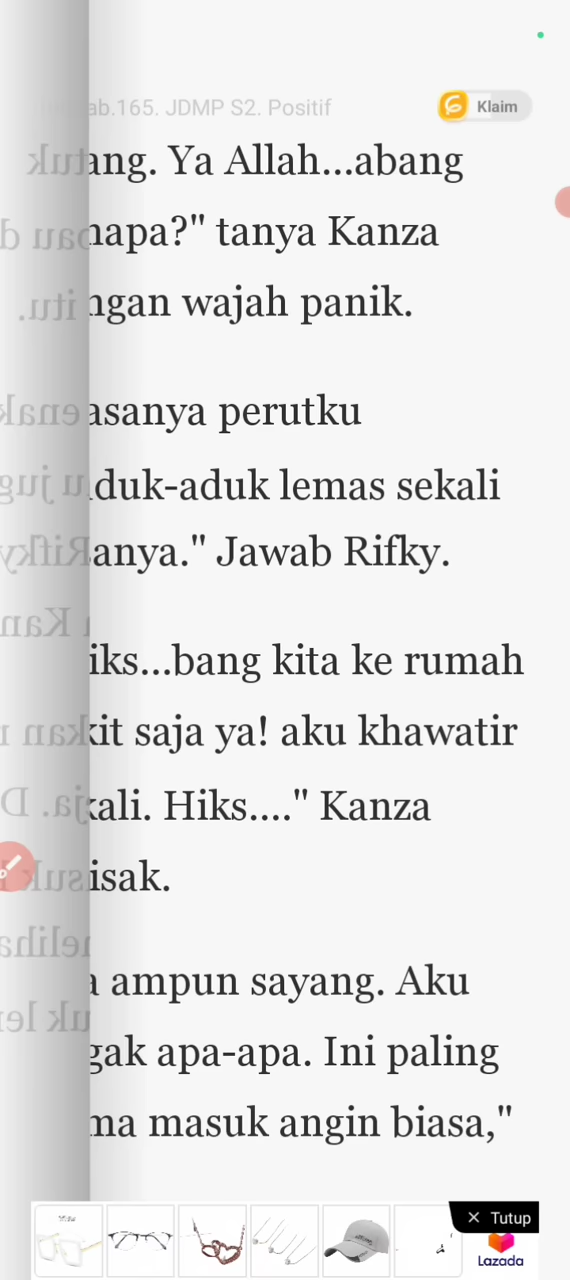 ab.165. JDMP S2. Positif
Klaim
ang. Ya Allah...abang
napa?" tanya Kanza
ngan wajah panik.
asanya perutku
duk-aduk lemas sekali
anya." Jawab Rifky.
iks...bang kita ke rumah
kit saja ya! aku khawatir
kali. Hiks...." Kanza
isak.
a ampun sayang. Aku
gak apa-apa. Ini paling
ma masuk angin biasa,"
× Tutup
Lazada